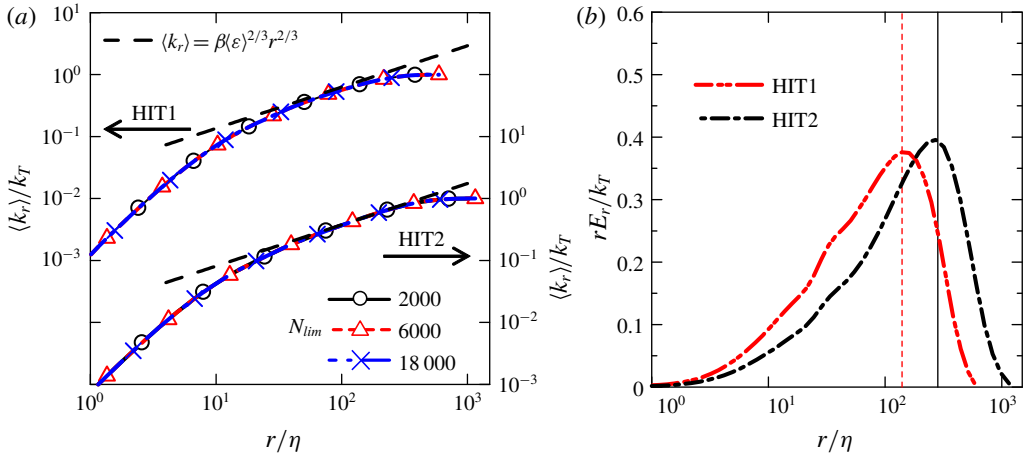 (a)
⟨k_r⟩ = β⟨ε⟩^{2/3} r^{2/3}
HIT1
HIT2
N_{lim}
2000
6000
18 000
10^1
10^0
10^{-1}
10^{-2}
10^{-3}
⟨k_r⟩/k_T
10^1
10^0
10^{-1}
10^{-2}
10^{-3}
⟨k_r⟩/k_T
10^0
10^1
10^2
10^3
r/η
(b)
HIT1
HIT2
0.6
0.5
0.4
0.3
0.2
0.1
0
rE_r/k_T
10^0
10^1
10^2
10^3
r/η